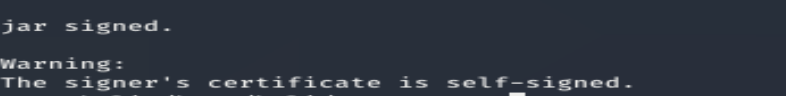 jar signed.
Warning:
The signer's certificate is self-signed.